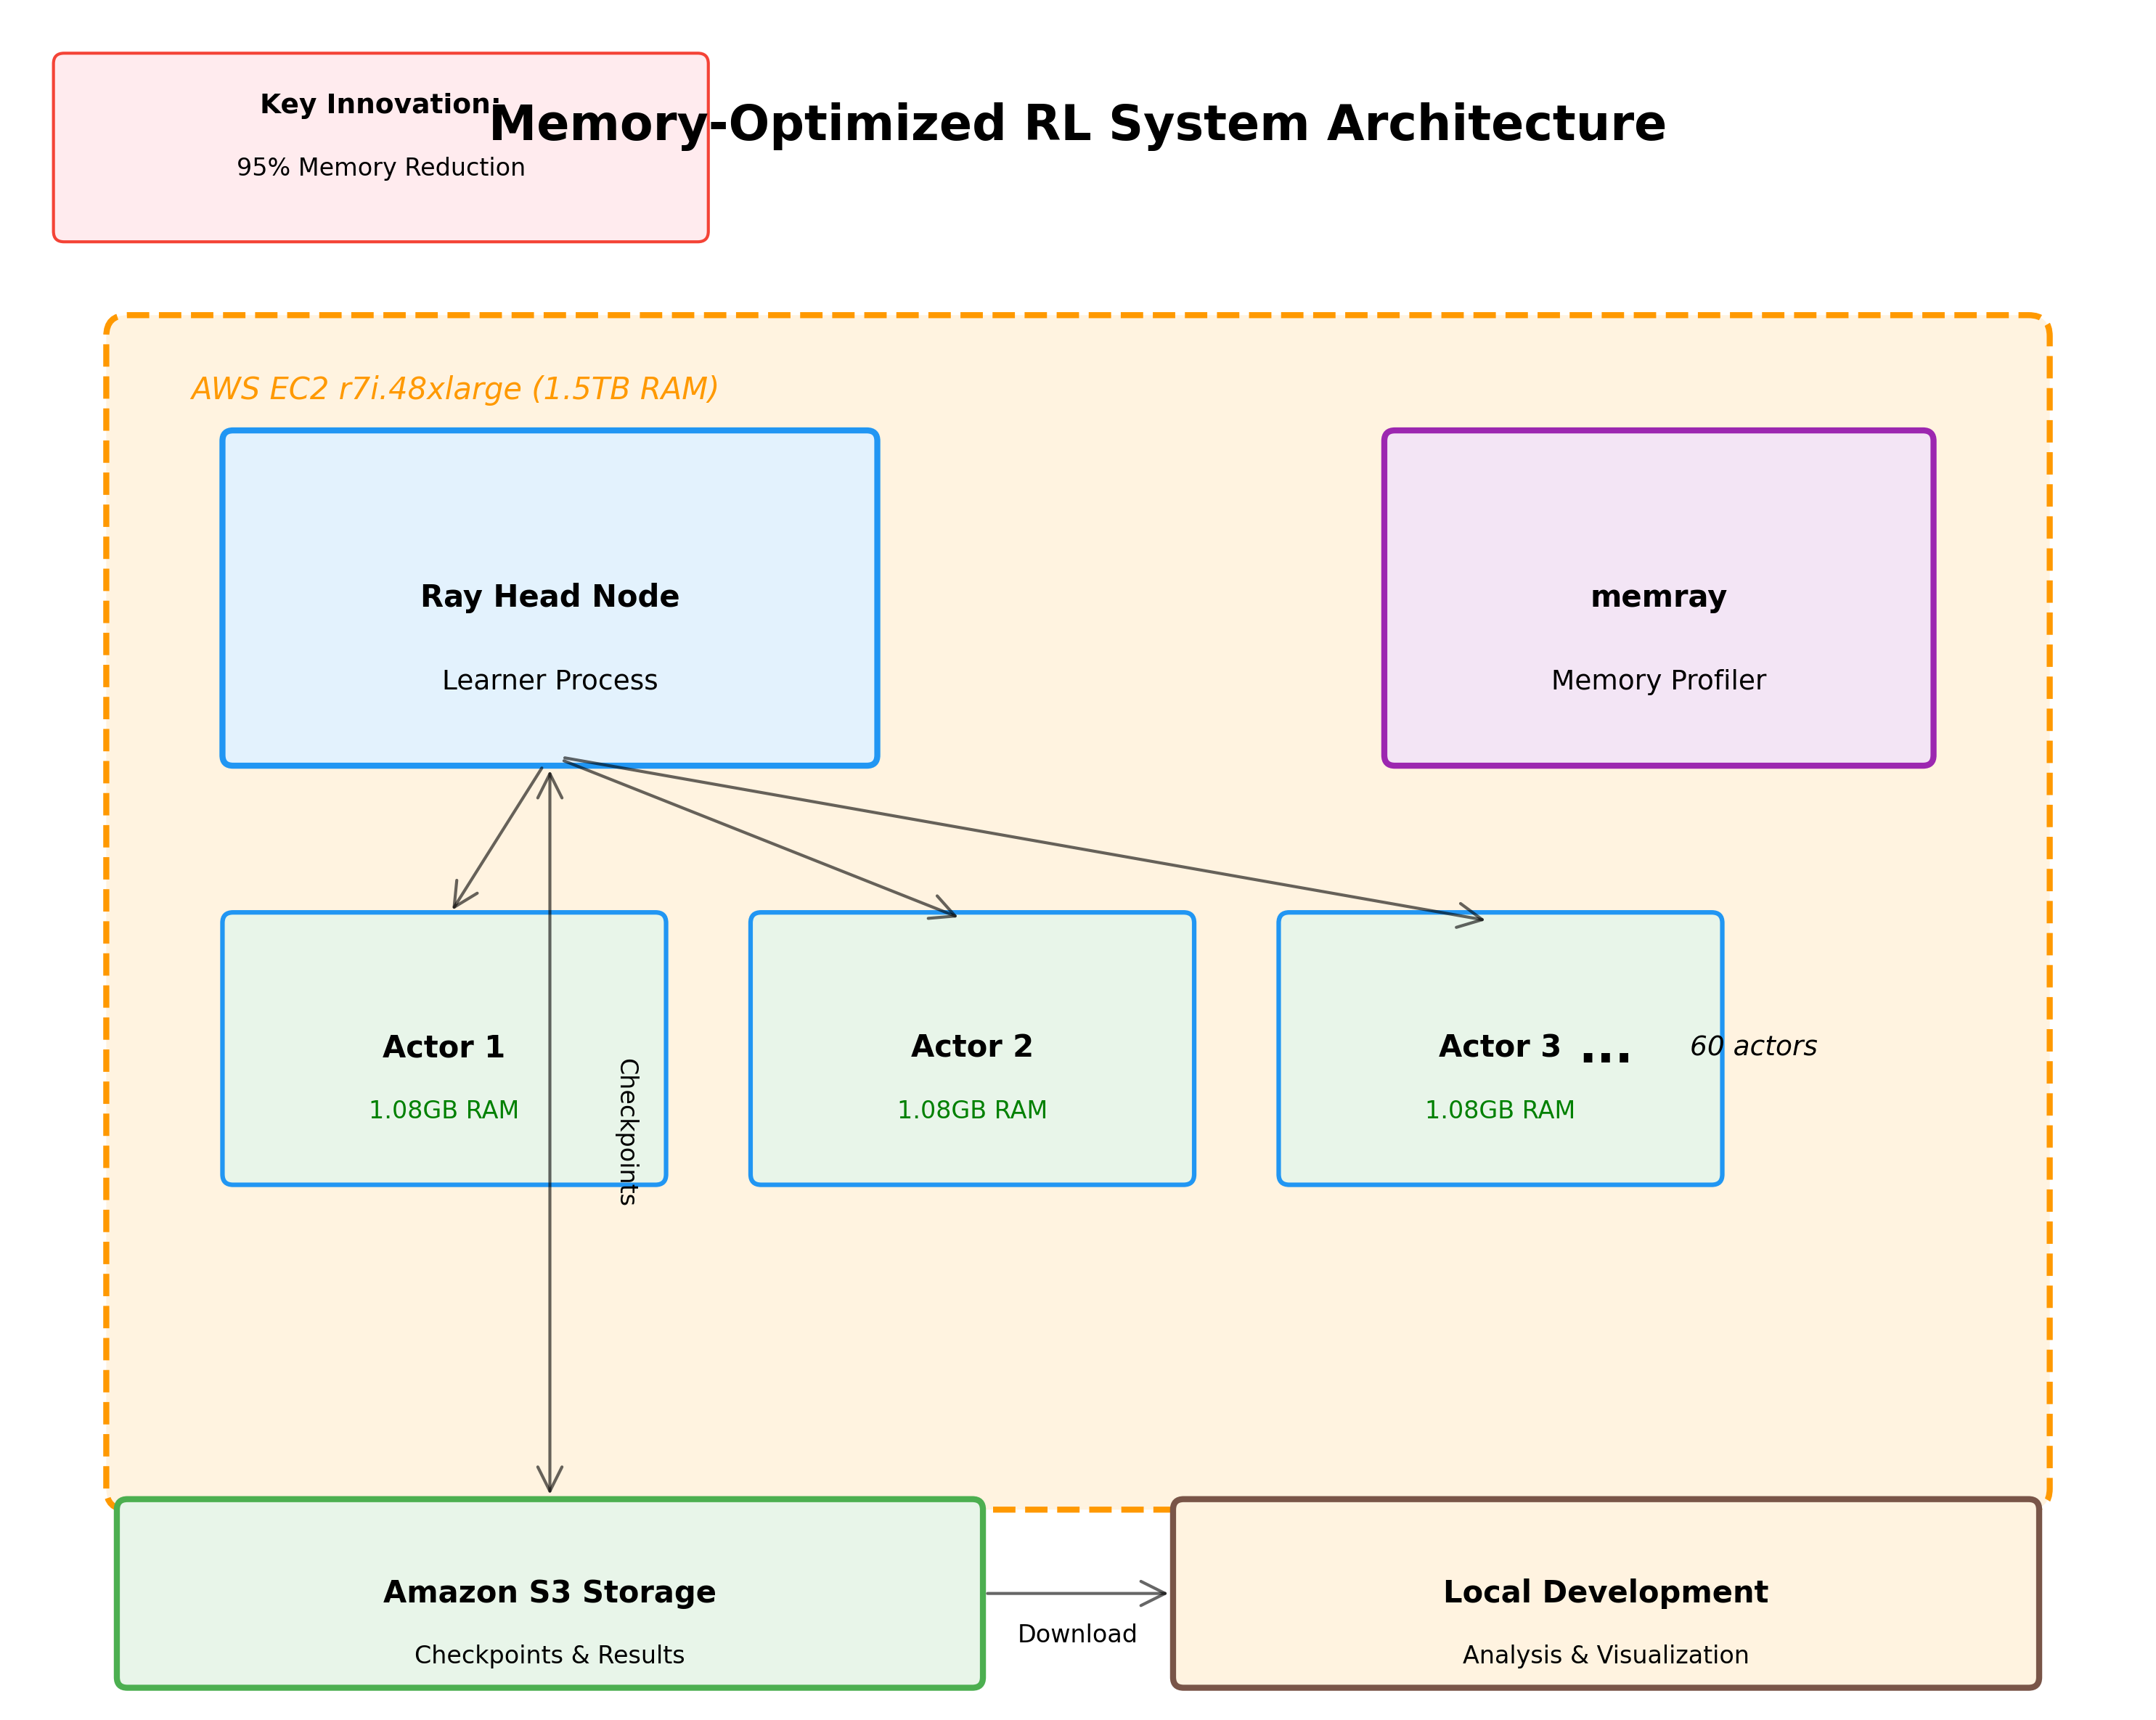 Key Innovation:
Memory-Optimized RL System Architecture
95% Memory Reduction
AWS EC2 r7i.48xlarge (1.5TB RAM)
Ray Head Node
Learner Process
memray
Memory Profiler
Actor 1
1.08GB RAM
Actor 2
1.08GB RAM
Actor 3
1.08GB RAM
...
60 actors
Checkpoints
Amazon S3 Storage
Checkpoints & Results
Download
Local Development
Analysis & Visualization